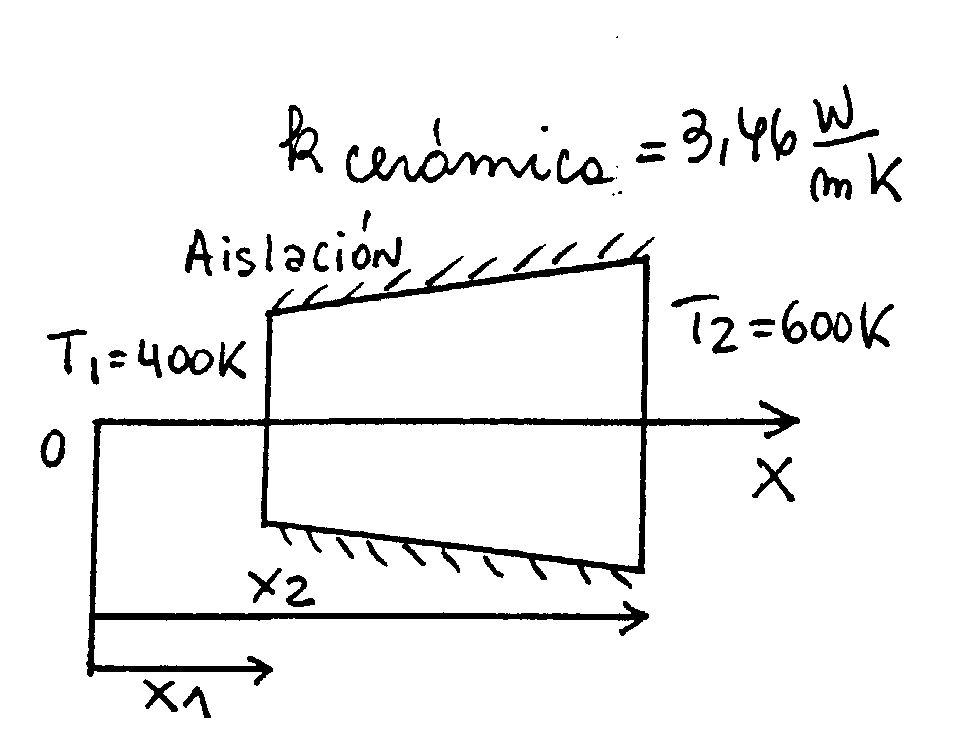 k cerámica = 3,46 W/mK
Aislación
T1=400K
T2=600K
0
X
X2
X1